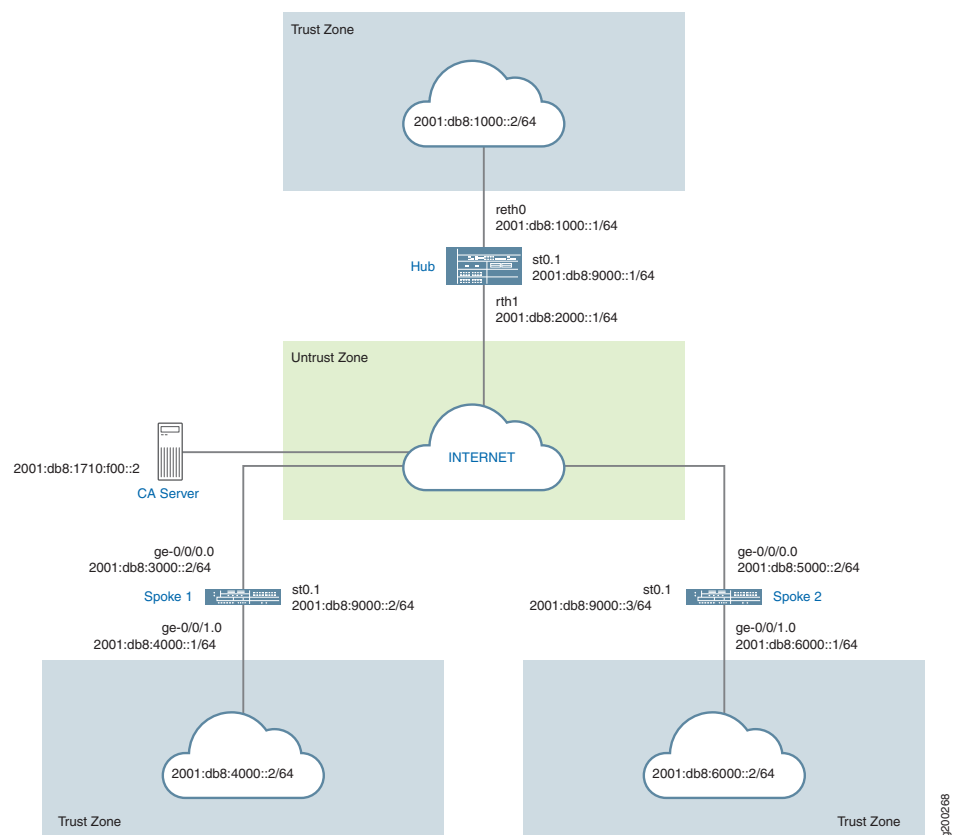 Trust Zone
2001:db8:1000::2/64
reth0
2001:db8:1000::1/64
Hub
st0.1
2001:db8:9000::1/64
rth1
2001:db8:2000::1/64
Untrust Zone
INTERNET
2001:db8:1710:f00::2
CA Server
ge-0/0/0.0
2001:db8:3000::2/64
ge-0/0/0.0
2001:db8:5000::2/64
Spoke 1
st0.1
2001:db8:9000::2/64
st0.1
2001:db8:9000::3/64
Spoke 2
ge-0/0/1.0
2001:db8:4000::1/64
ge-0/0/1.0
2001:db8:6000::1/64
2001:db8:4000::2/64
2001:db8:6000::2/64
Trust Zone
Trust Zone
g200268